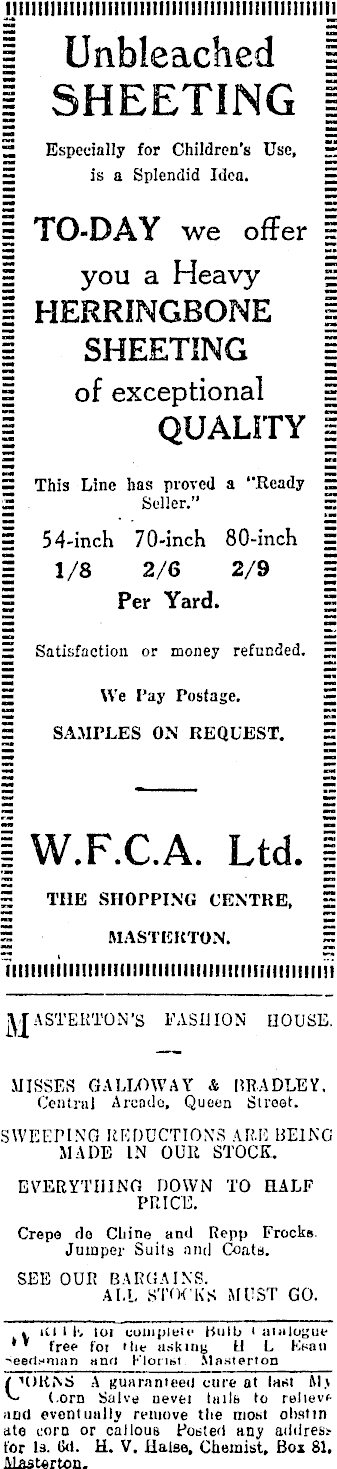 Unbleached
SHEETING
Especially for Children's Use,
is a Splendid Idea.
TO-DAY we offer
you a Heavy
HERRINGBONE
SHEETING
of exceptional
QUALITY
This Line has proved a "Ready
Seller."
54-inch 70-inch 80-inch
1/8 2/6 2/9
Per Yard.
Satisfaction or money refunded.
We Pay Postage.
SAMPLES ON REQUEST.
W.F.C.A. Ltd.
THE SHOPPING CENTRE,
MASTERTON.
MASTERTON'S FASHION HOUSE.
MISSES GALLOWAY & BRADLEY,
Central Arcade, Queen Street.
SWEEPING REDUCTIONS ARE BEING
MADE IN OUR STOCK.
EVERYTHING DOWN TO HALF
PRICE.
Crepe de Chine and Repp Frocks.
Jumper Suits and Coats.
SEE OUR BARGAINS.
ALL STOCKS MUST GO.
WRITE for complete Bulb Catalogue
free for the asking H L
Seedsman and Florist Masterton
CORNS A guaranteed cure at last My
Corn Salve never fails to relieve
and eventually remove the most obstin
ate corn or callous Posted any address
for 1s. 6d. H. V. Halse, Chemist, Box 81,
Masterton.